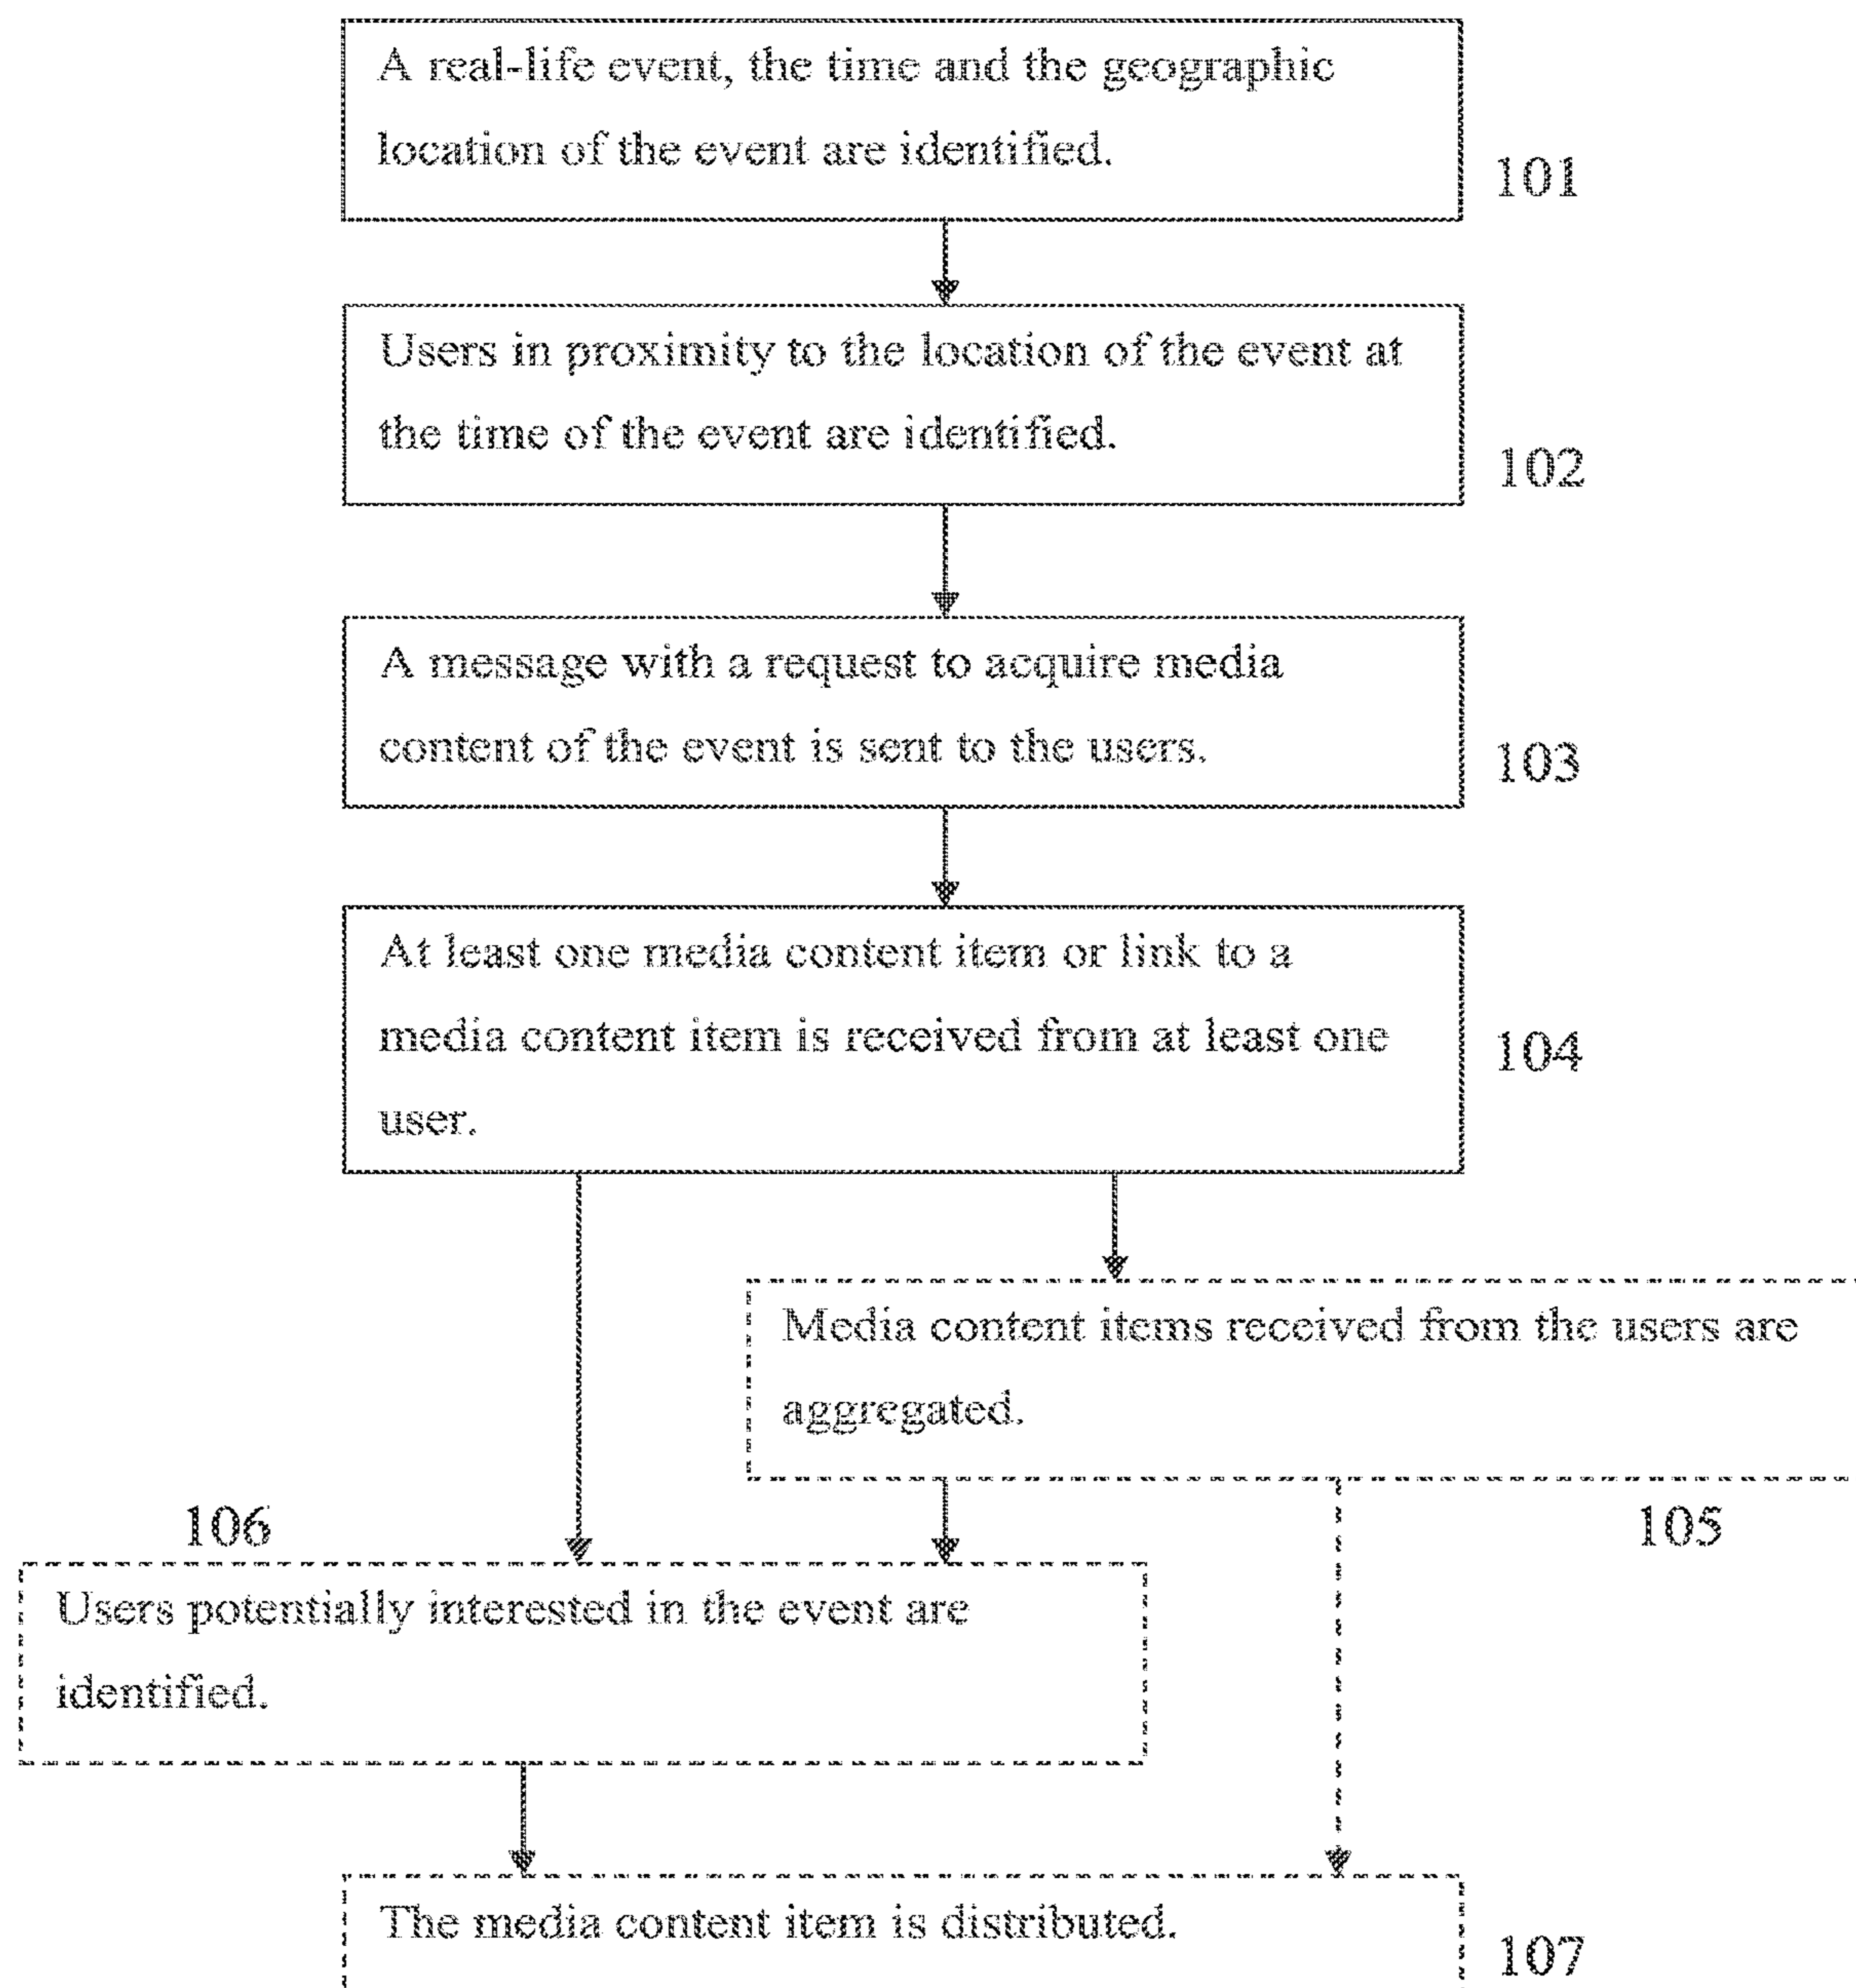 A real-life event, the time and the geographic
location of the event are identified.
101
Users in proximity to the location of the event at
the time of the event are identified.
102
A message with a request to acquire media
content of the event is sent to the users.
103
At least one media content item or link to a
media content item is received from at least one
user.
104
Media content items received from the users are
aggregated.
105
106
Users potentially interested in the event are
identified.
The media content item is distributed.
107